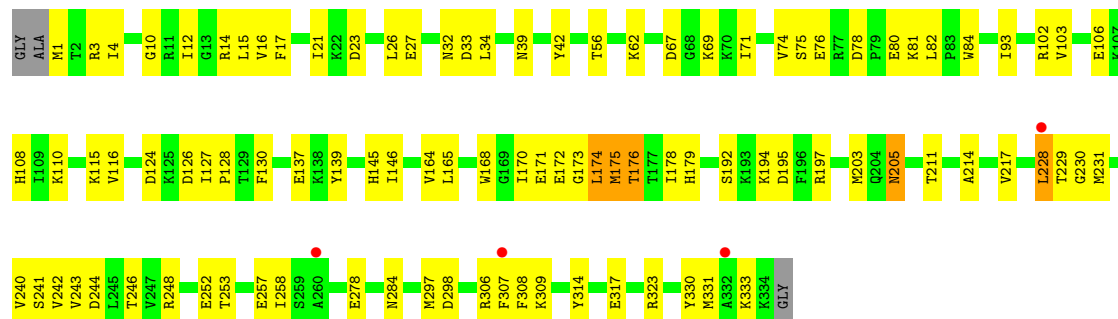 GLY ALA M1 T2 R3 I4 G10 R11 I12 G13 R14 L15 V16 F17 I21 K22 D23 L26 E27 N32 D33 L34 N39 Y42 T56 K62 D67 G68 K69 K70 I71 V74 S75 E76 R77 D78 P79 E80 K81 L82 P83 W84 I93 R102 V103 E106 K107
H108 I109 K110 K115 V116 D124 K125 D126 I127 P128 T129 F130 E137 K138 Y139 H145 I146 V164 L165 W168 G169 I170 E171 E172 G173 L174 M175 T176 T177 I178 H179 S192 K193 K194 D195 F196 R197 M203 Q204 N205 T211 A214 V217 L228 T229 G230 M231
V240 S241 V242 V243 D244 L245 T246 V247 R248 E252 T253 E257 I258 S259 A260 E278 N284 M297 D298 R306 F307 F308 K309 Y314 E317 R323 Y330 M331 A332 K333 K334 GLY